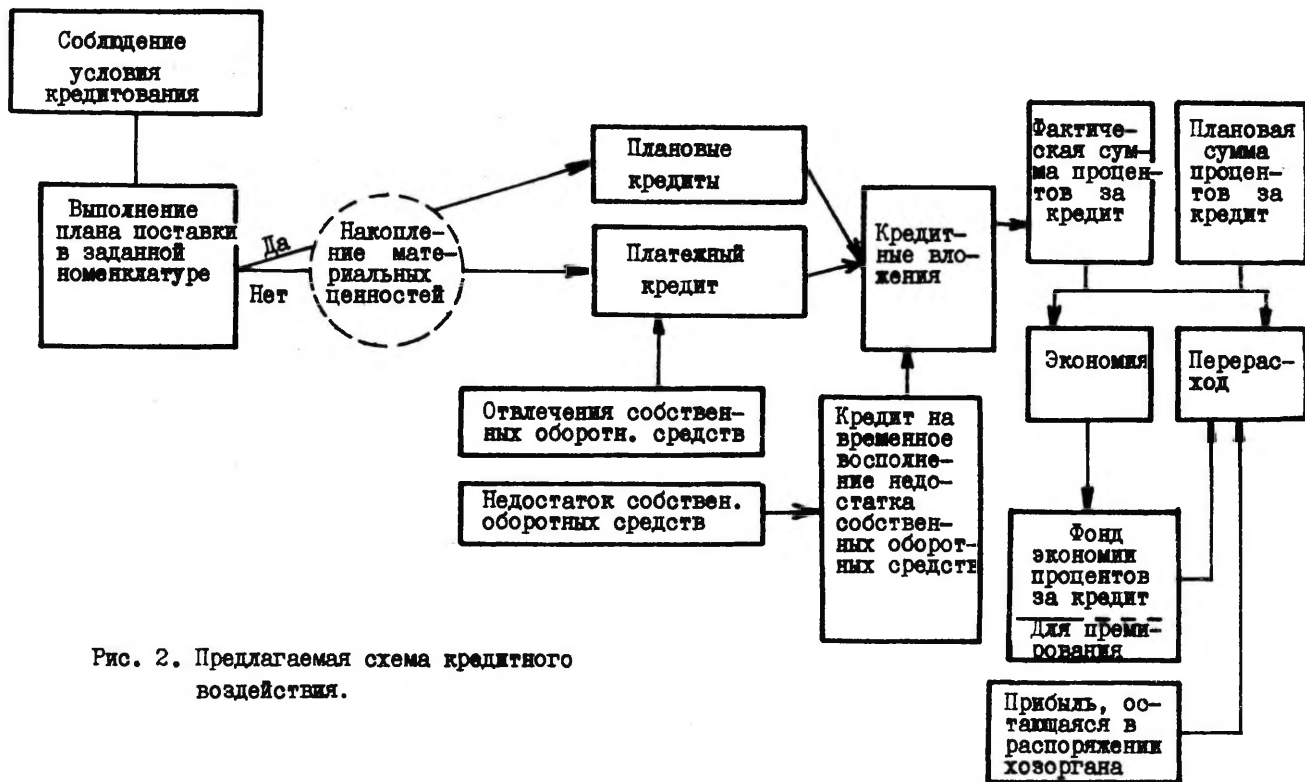 Соблюдение
условия
кредитования
Выполнение
плана поставки
в заданной
номенклатуре
Да
Нет
Накопле-
ние мате-
риальных
ценностей
Плановые
кредиты
Платежный
кредит
Отвлечения собствен-
ных оборотн. средств
Недостаток собствен.
оборотных средств
Кредит-
ные вло-
жения
Кредит на
временное
восполне-
ние недо-
статка
собствен-
ных оборот-
ных средств
Фактиче-
ская сум-
ма процен-
тов за
кредит
Плановая
сумма
процен-
тов за
кредит
Экономия
Перерас-
ход
Фонд
экономии
процентов
за кредит
Для преми-
рования
Прибыль, ос-
тающаяся в
распоряжении
хозоргана
Рис. 2. Предлагаемая схема кредитного
воздействия.